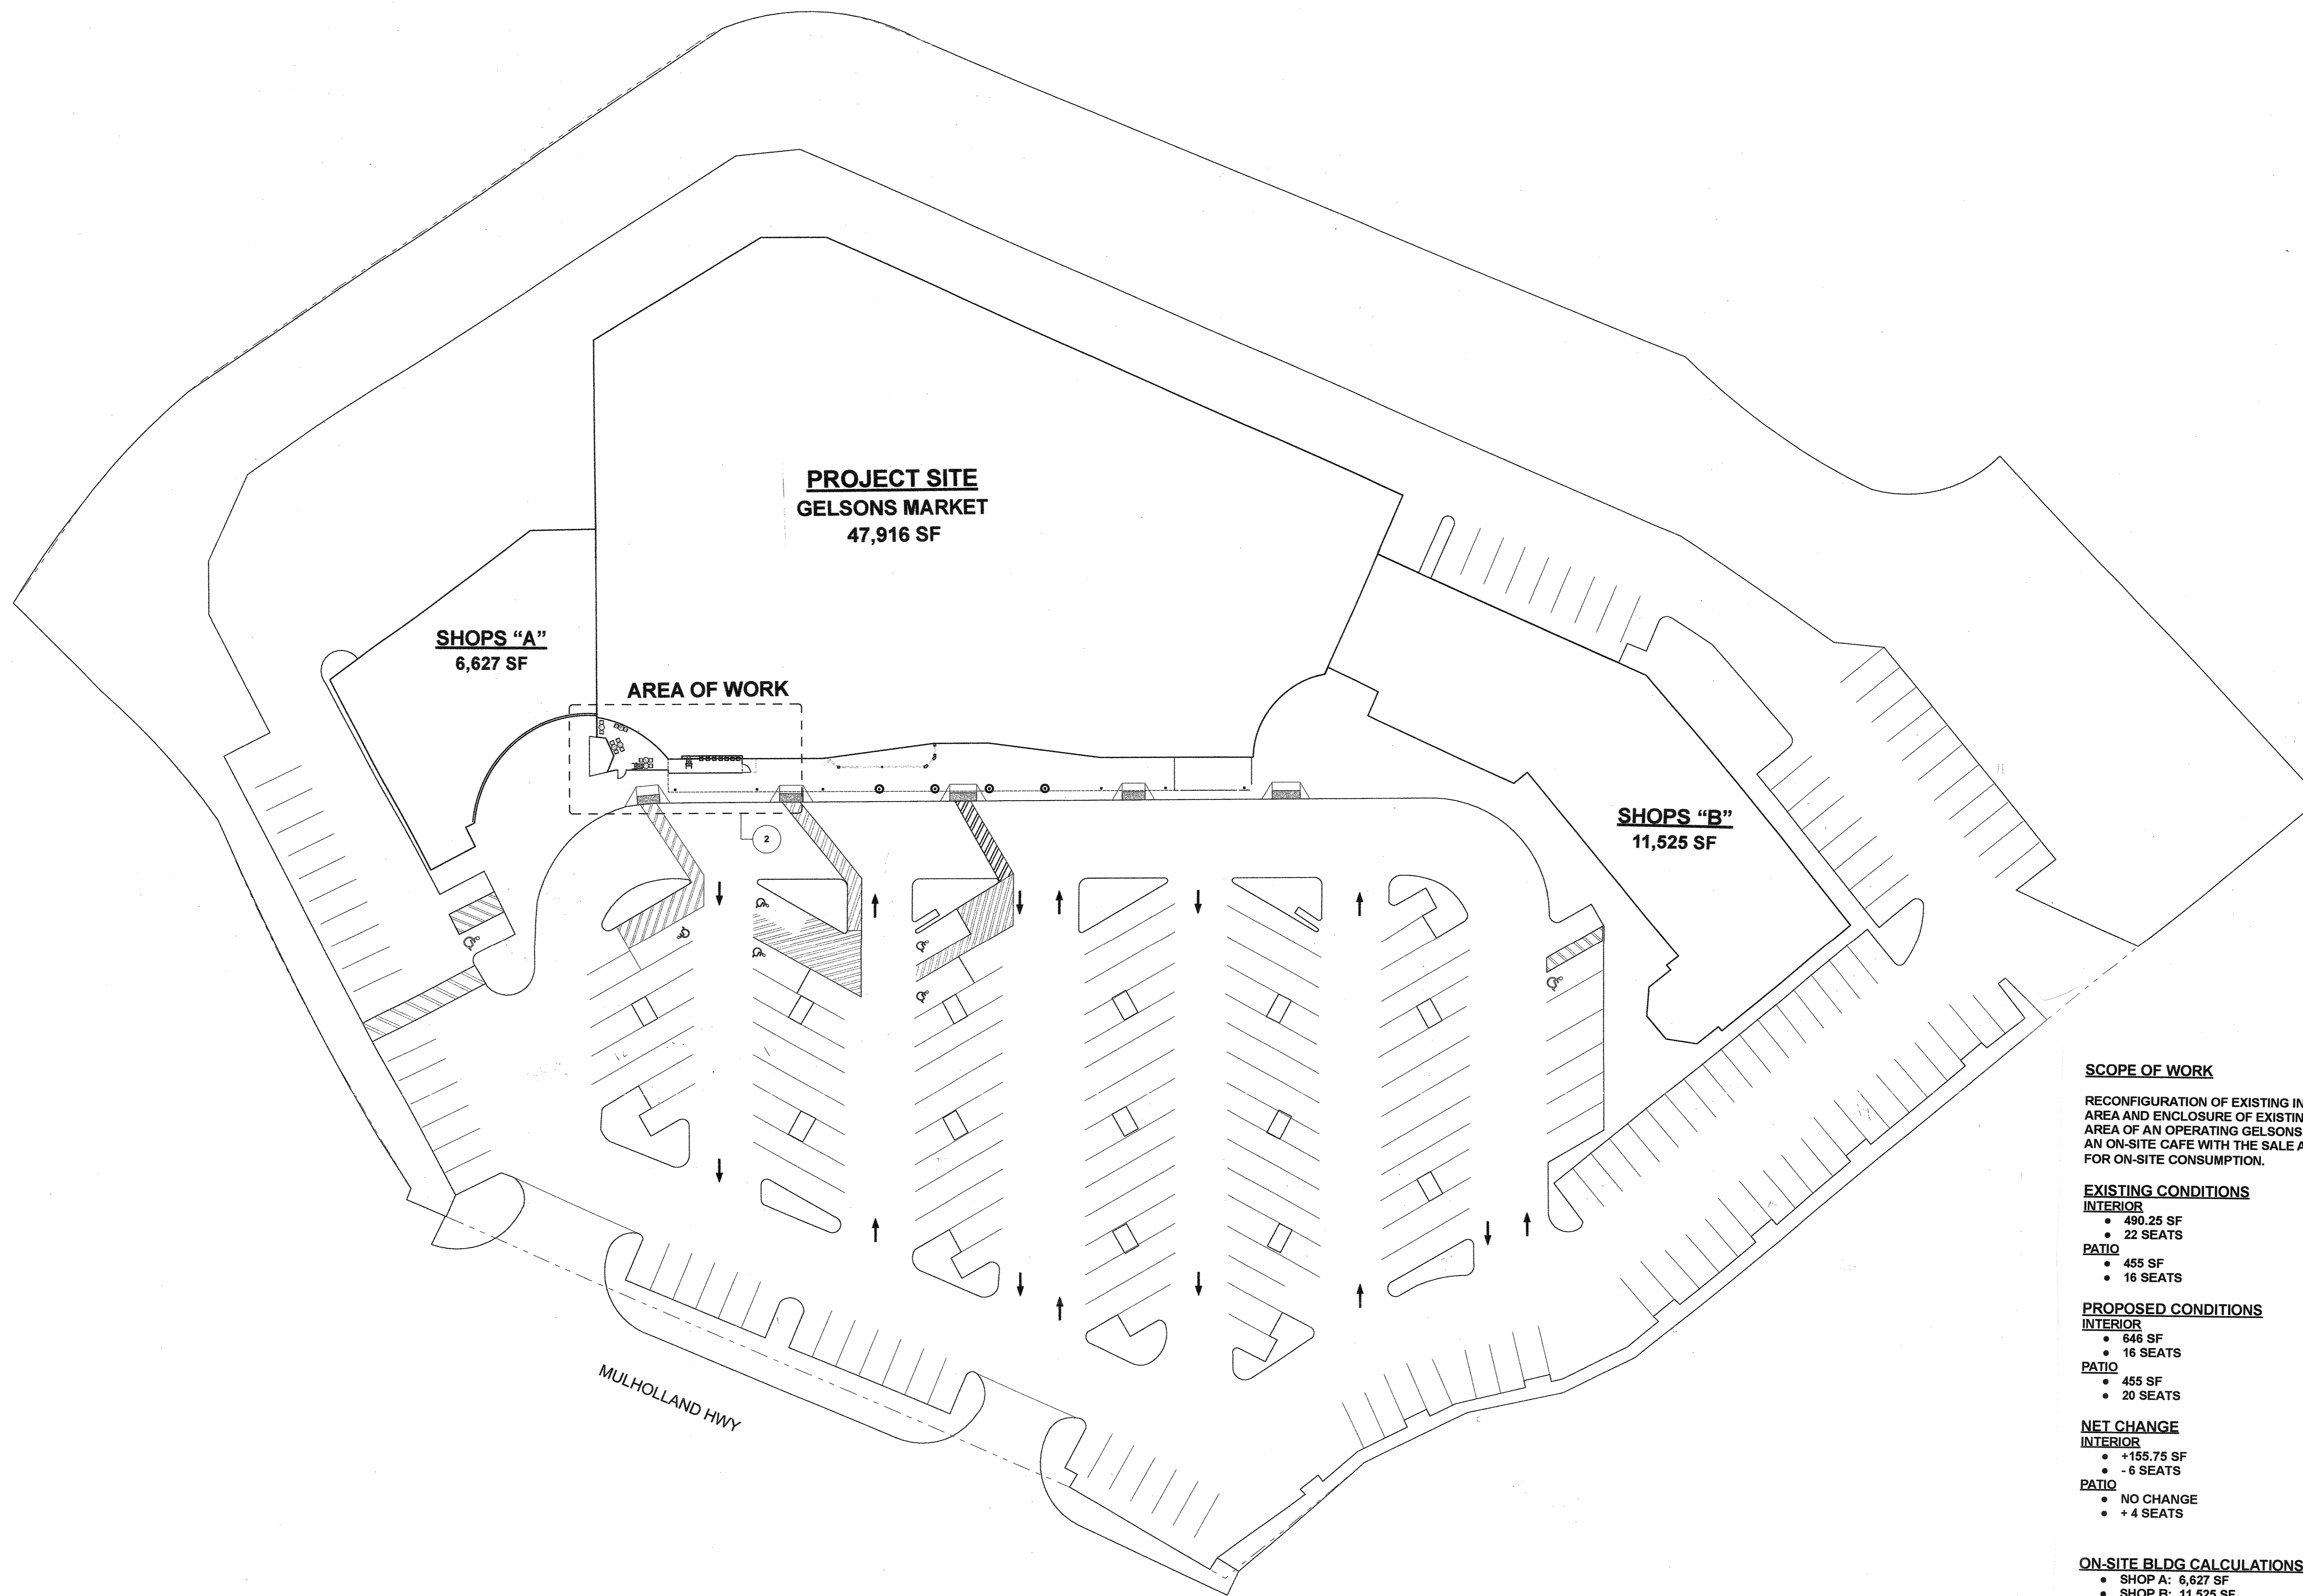 PROJECT SITE
GELSONS MARKET
47,916 SF
SHOPS “A”
6,627 SF
AREA OF WORK
2
SHOPS “B”
11,525 SF
MULHOLLAND HWY
SCOPE OF WORK
RECONFIGURATION OF EXISTING IN
AREA AND ENCLOSURE OF EXISTIN
AREA OF AN OPERATING GELSONS
AN ON-SITE CAFE WITH THE SALE A
FOR ON-SITE CONSUMPTION.
EXISTING CONDITIONS
INTERIOR
● 490.25 SF
● 22 SEATS
PATIO
● 455 SF
● 16 SEATS
PROPOSED CONDITIONS
INTERIOR
● 646 SF
● 16 SEATS
PATIO
● 455 SF
● 20 SEATS
NET CHANGE
INTERIOR
● +155.75 SF
● - 6 SEATS
PATIO
● NO CHANGE
● + 4 SEATS
ON-SITE BLDG CALCULATIONS
● SHOP A: 6,627 SF
● SHOP B: 11,525 SF